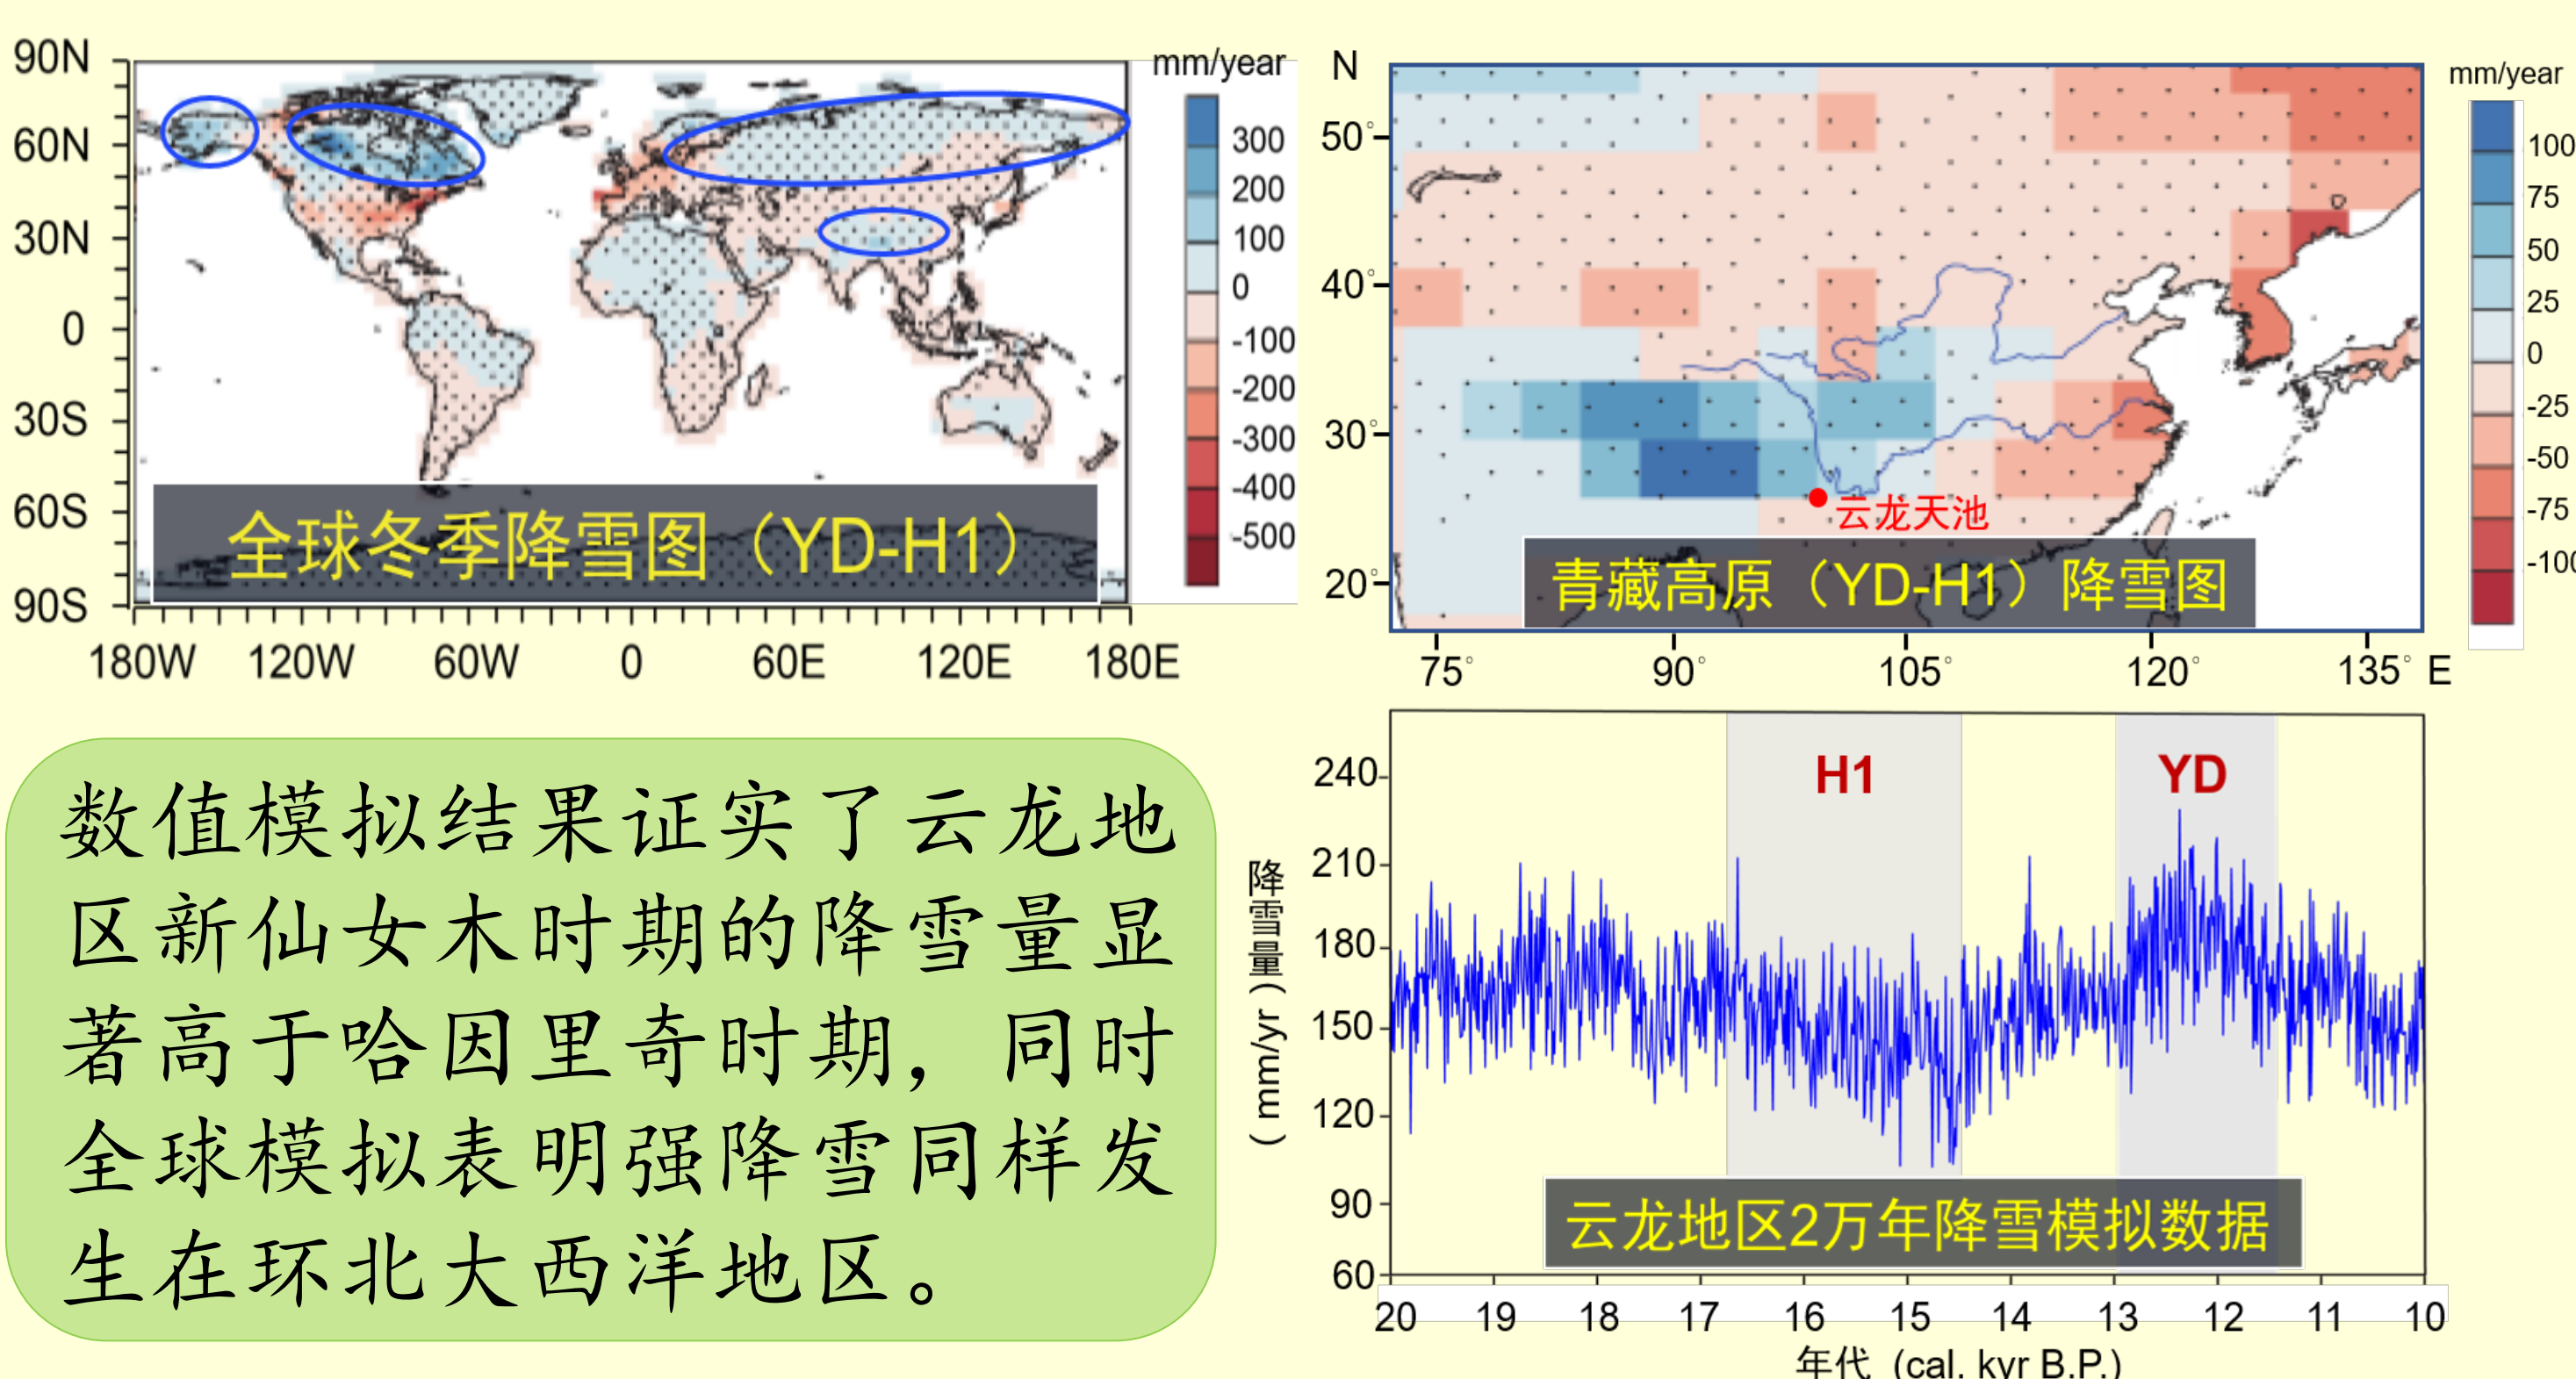 90N
60N
30N
0
30S
60S
90S
180W 120W 60W 0 60E 120E 180E
mm/year
300
200
100
0
-100
-200
-300
-400
-500
全球冬季降雪图（YD-H1）
N
50°
40°
30°
20°
75° 90° 105° 120° 135° E
mm/year
100
75
50
25
0
-25
-50
-75
-100
云龙天池
青藏高原（YD-H1）降雪图
数值模拟结果证实了云龙地
区新仙女木时期的降雪量显
著高于哈因里奇时期，同时
全球模拟表明强降雪同样发
生在环北大西洋地区。
降雪量（mm/yr）
240
210
180
150
120
90
60
H1
YD
云龙地区2万年降雪模拟数据
20 19 18 17 16 15 14 13 12 11 10
年代（cal. kyr B.P.）